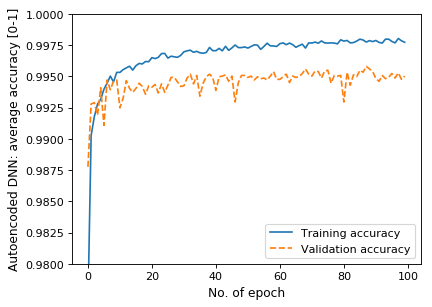 Autoencoded DNN: average accuracy [0-1]
1.0000
0.9975
0.9950
0.9925
0.9900
0.9875
0.9850
0.9825
0.9800
Training accuracy
Validation accuracy
0 20 40 60 80 100
No. of epoch